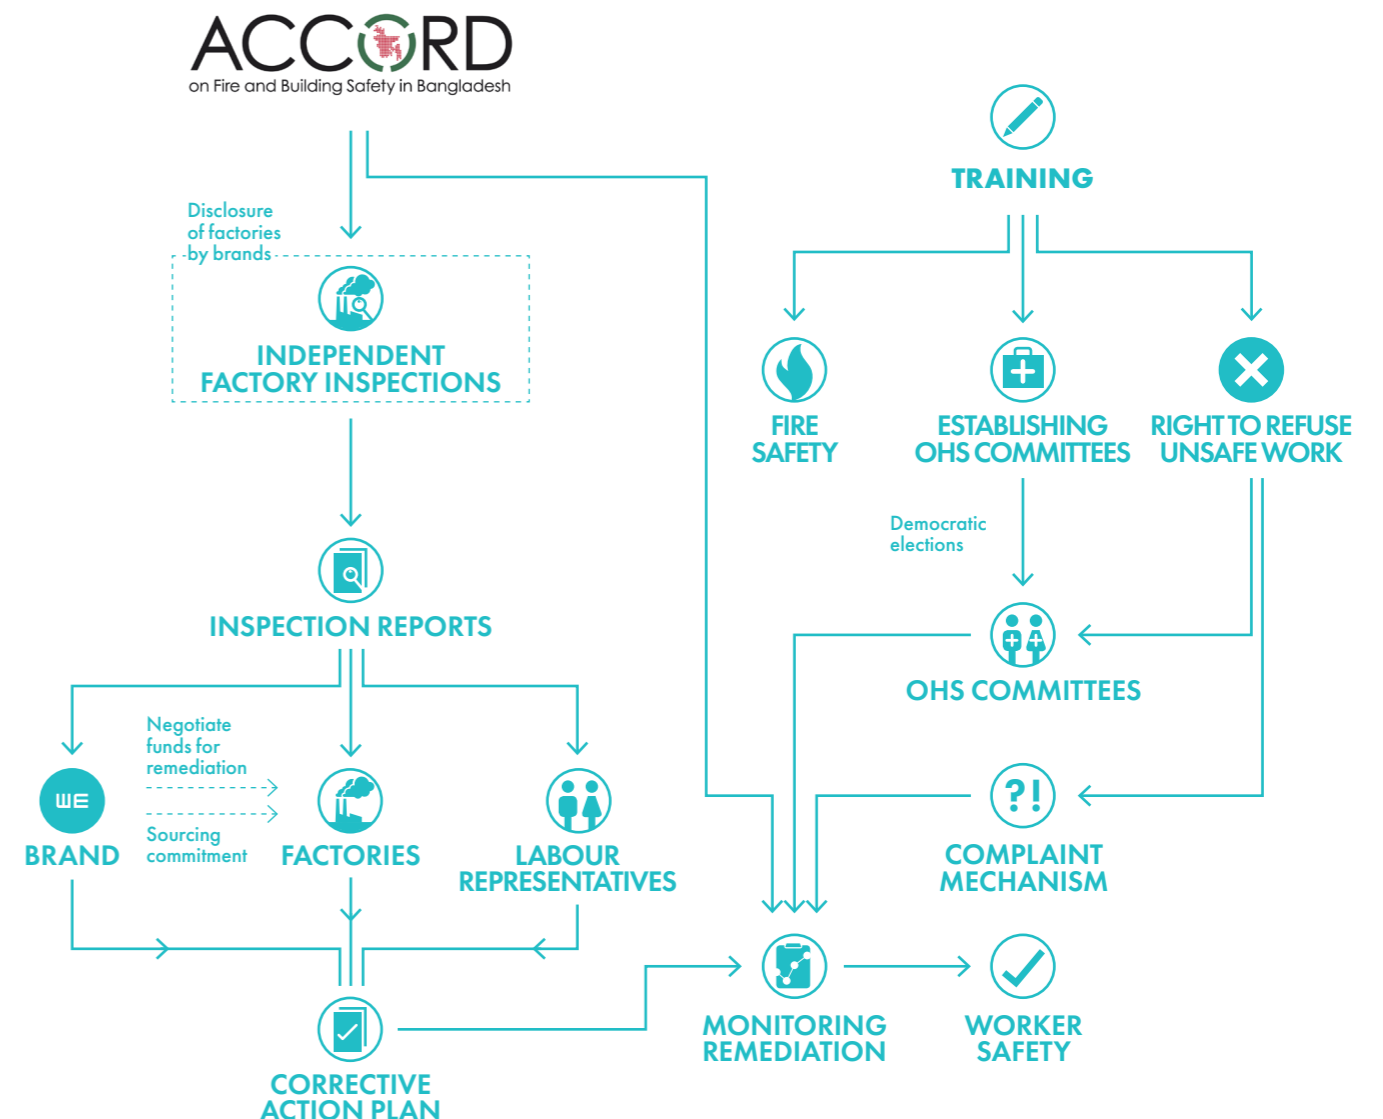 ACCORD
on Fire and Building Safety in Bangladesh
TRAINING
Disclosure
of factories
by brands
INDEPENDENT
FACTORY INSPECTIONS
FIRE
SAFETY
ESTABLISHING
OHS COMMITTEES
RIGHT TO REFUSE
UNSAFE WORK
Democratic
elections
INSPECTION REPORTS
OHS COMMITTEES
Negotiate
funds for
remediation
WE
BRAND
Sourcing
commitment
FACTORIES
LABOUR
REPRESENTATIVES
?!
COMPLAINT
MECHANISM
MONITORING
REMEDIATION
WORKER
SAFETY
CORRECTIVE
ACTION PLAN